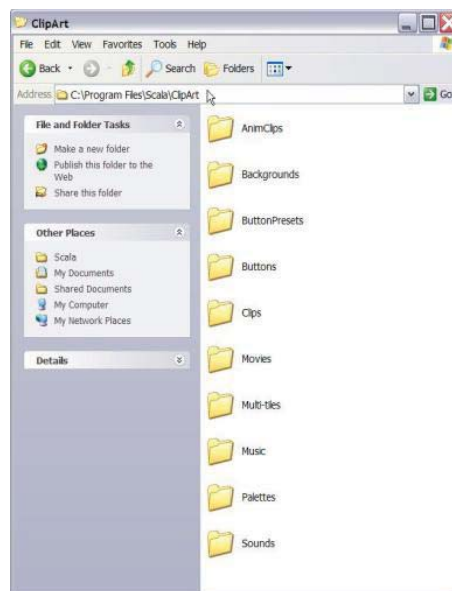 ClipArt
File Edit View Favorites Tools Help
Back Search Folders
Address C:\Program Files\Scala\ClipArt Go
File and Folder Tasks
Make a new folder
Publish this folder to the
Web
Share this folder
Other Places
Scala
My Documents
Shared Documents
My Computer
My Network Places
Details
AnimClips
Backgrounds
ButtonPresets
Buttons
Clips
Movies
Multi-tiles
Music
Palettes
Sounds